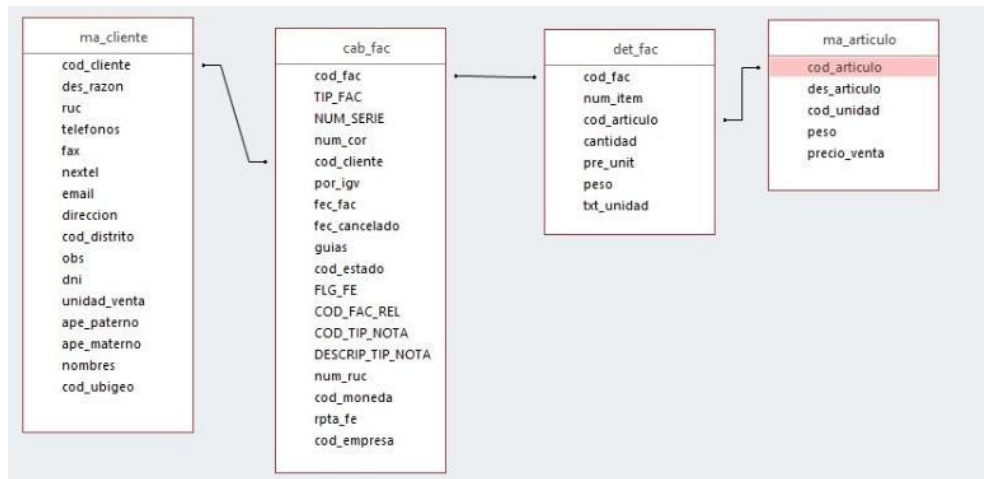 ma_cliente
cod_cliente
des_razon
ruc
telefonos
fax
nextel
email
direccion
cod_distrito
obs
dni
unidad_venta
ape_paterno
ape_materno
nombres
cod_ubigeo
cab_fac
cod_fac
TIP_FAC
NUM_SERIE
num_cor
cod_cliente
por_igv
fec_fac
fec_cancelado
guias
cod_estado
FLG_FE
COD_FAC_REL
COD_TIP_NOTA
DESCRIP_TIP_NOTA
num_ruc
cod_moneda
rpta_fe
cod_empresa
det_fac
cod_fac
num_item
cod_articulo
cantidad
pre_unit
peso
txt_unidad
ma_articulo
cod_articulo
des_articulo
cod_unidad
peso
precio_venta